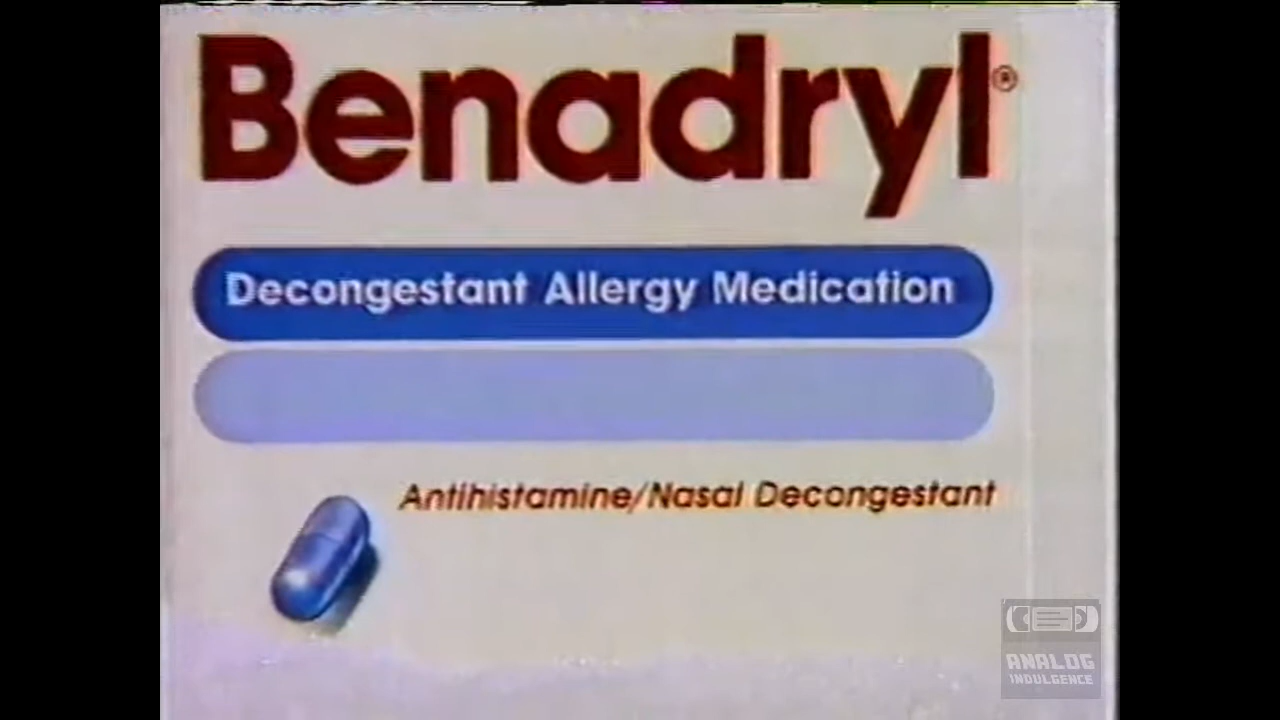 Benadryl®
Decongestant Allergy Medication
Antihistamine/Nasal Decongestant
ANALOG
INDULGENCE